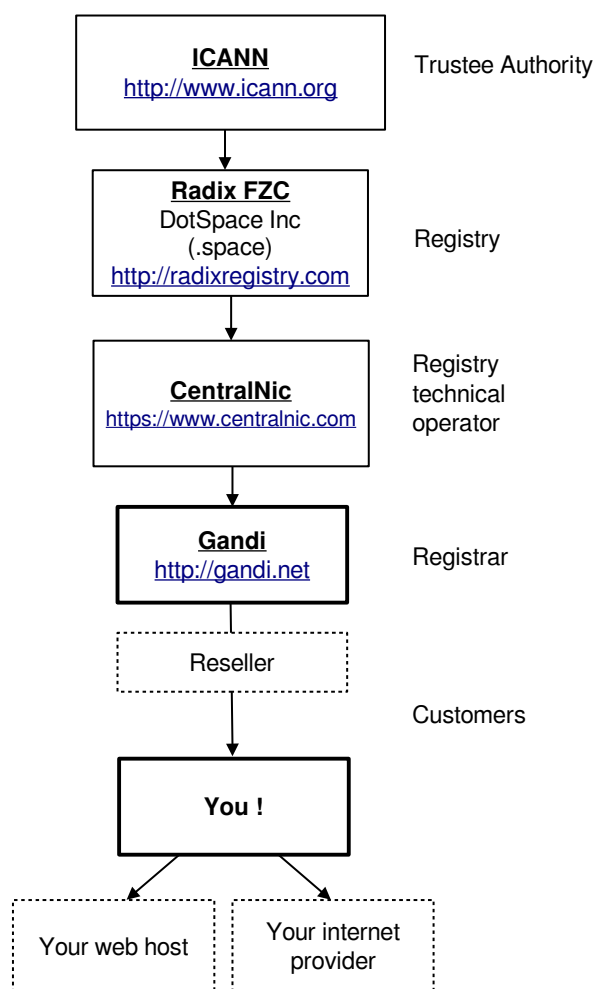 ICANN
http://www.icann.org
Trustee Authority
Radix FZC
DotSpace Inc
(.space)
http://radixregistry.com
Registry
CentralNic
https://www.centralnic.com
Registry
technical
operator
Gandi
http://gandi.net
Registrar
Reseller
Customers
You !
Your web host
Your internet
provider